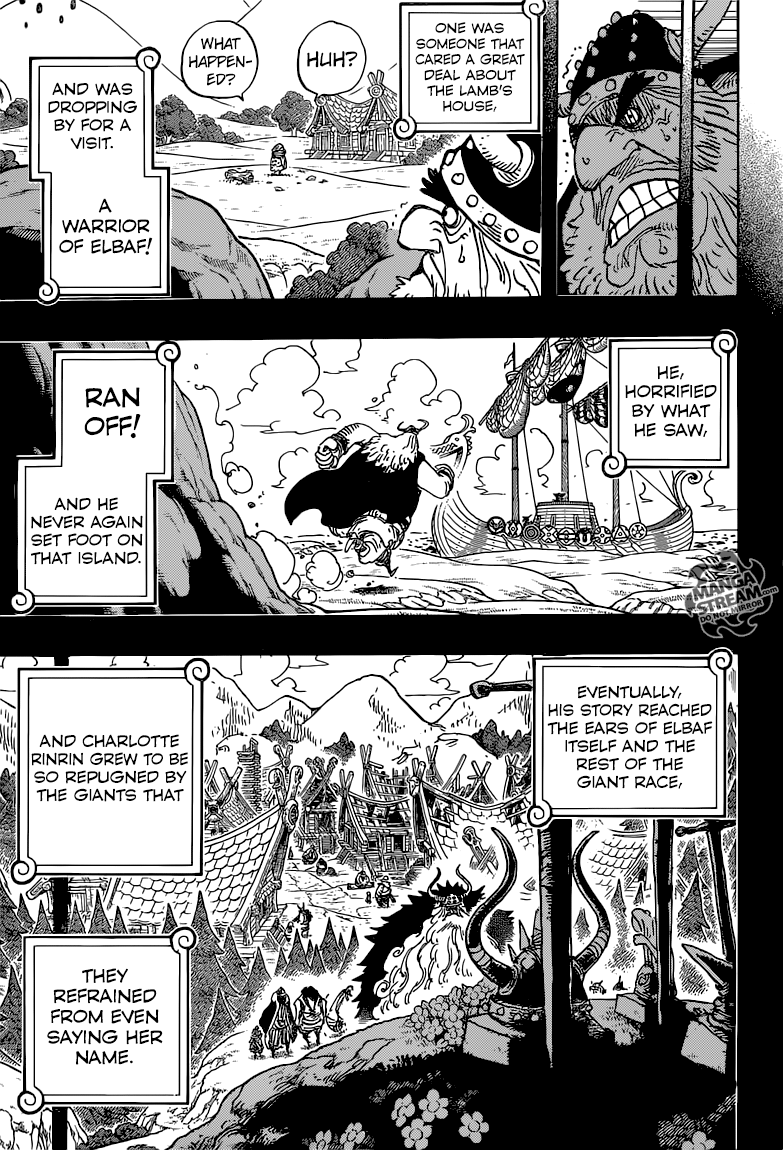 ONE WAS
SOMEONE THAT
CARED A GREAT
DEAL ABOUT
THE LAMB'S
HOUSE,
HUH?
WHAT
HAPPEN-
ED?
AND WAS
DROPPING
BY FOR A
VISIT.
A
WARRIOR
OF ELBAF!
HE,
HORRIFIED
BY WHAT
HE SAW,
RAN
OFF!
AND HE
NEVER AGAIN
SET FOOT ON
THAT ISLAND.
MANGA
STREAM.com
DO NOT MIRROR
EVENTUALLY,
HIS STORY REACHED
THE EARS OF ELBAF
ITSELF AND THE
REST OF THE
GIANT RACE,
AND CHARLOTTE
RINRIN GREW TO BE
SO REPUGNED BY
THE GIANTS THAT
THEY
REFRAINED
FROM EVEN
SAYING HER
NAME.